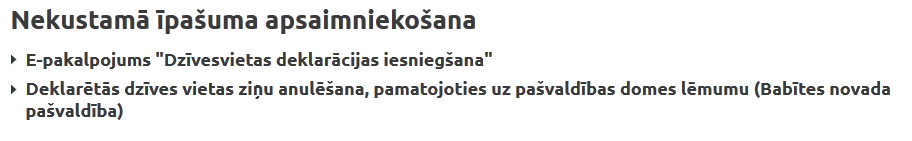 Nekustamā īpašuma apsaimniekošana
E-pakalpojums "Dzīvesvietas deklarācijas iesniegšana"
Deklarētās dzīves vietas ziņu anulēšana, pamatojoties uz pašvaldības domes lēmumu (Babītes novada
pašvaldība)